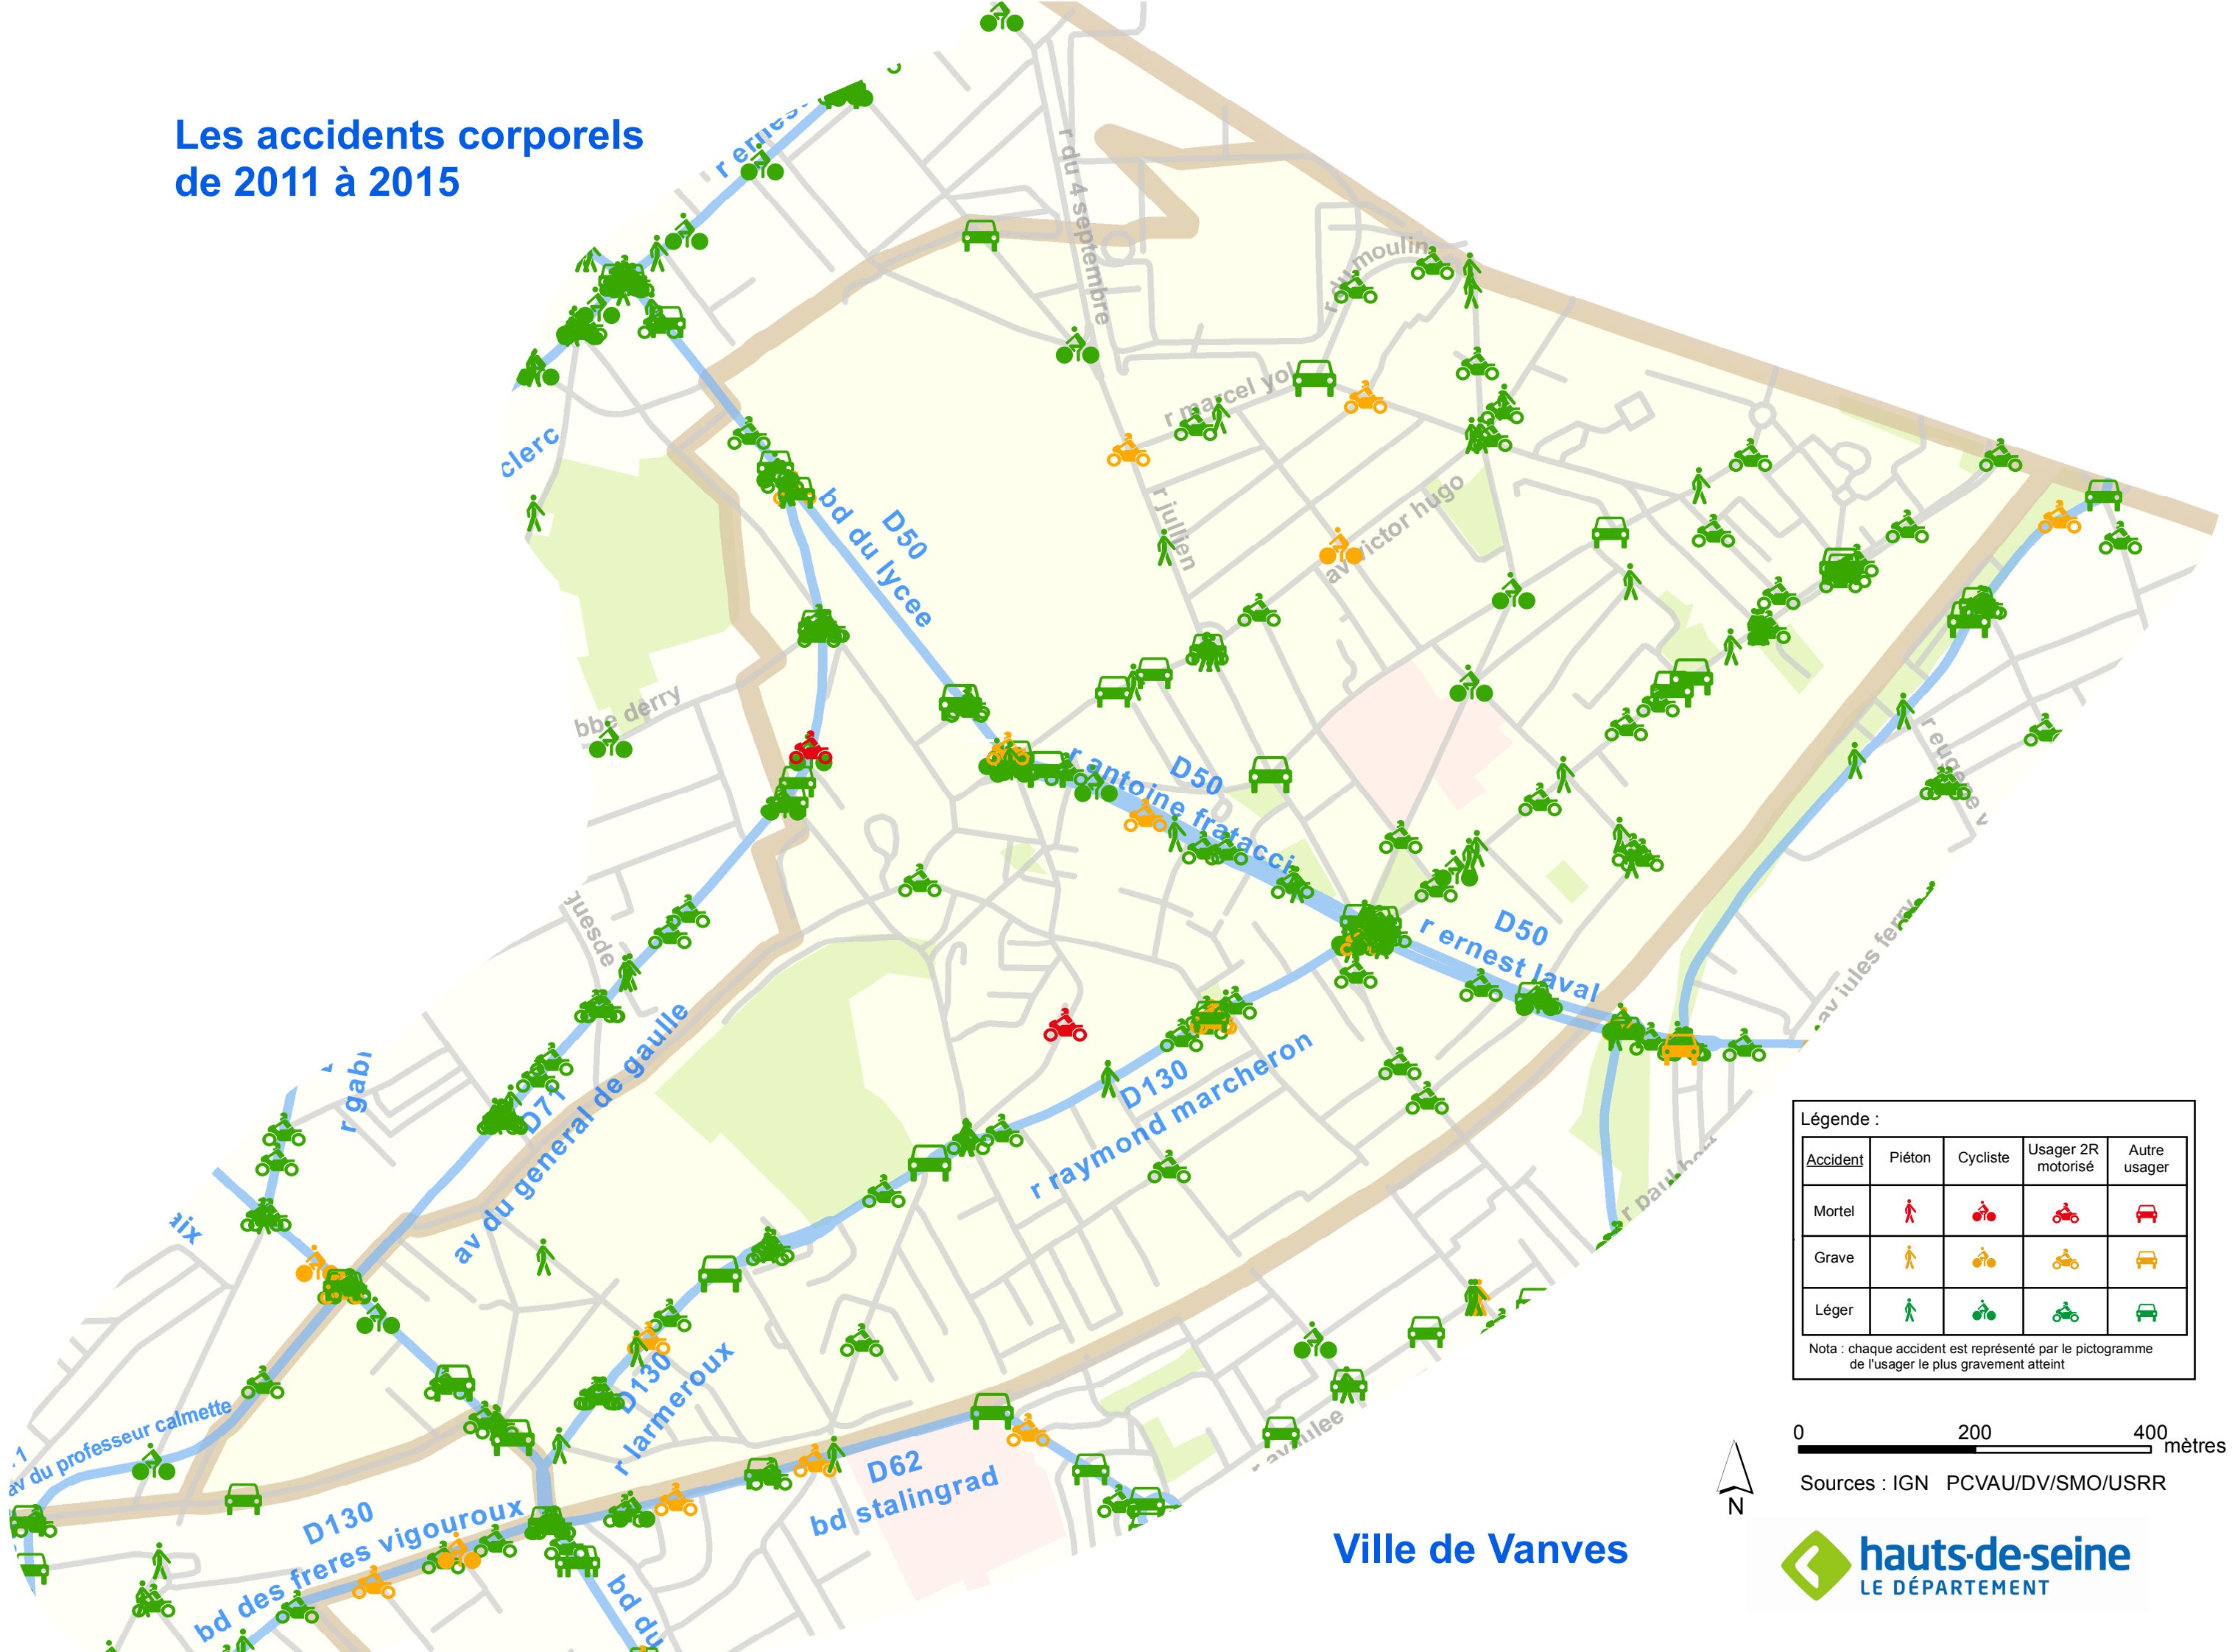 Les accidents corporels
de 2011 à 2015
r du 4 septembre
r du moulin
r marcel yol
clerc
D50
bd du lycee
r jullien
av victor hugo
bbe derry
D50
r antoine fratacci
r eugene v
guesde
D50
r ernest laval
av jules ferry
r gabr
D71
av du general de gaulle
D130
r raymond marcheron
aix
Légende :
Accident
Piéton
Cycliste
Usager 2R
motorisé
Autre
usager
Mortel
Grave
Léger
Nota : chaque accident est représenté par le pictogramme
de l'usager le plus gravement atteint
D130
r larmeroux
av du professeur calmette
0 200 400
mètres
Sources : IGN PCVAU/DV/SMO/USRR
N
D62
bd stalingrad
D130
bd des freres vigouroux
bd du
Ville de Vanves
hauts-de-seine
LE DÉPARTEMENT